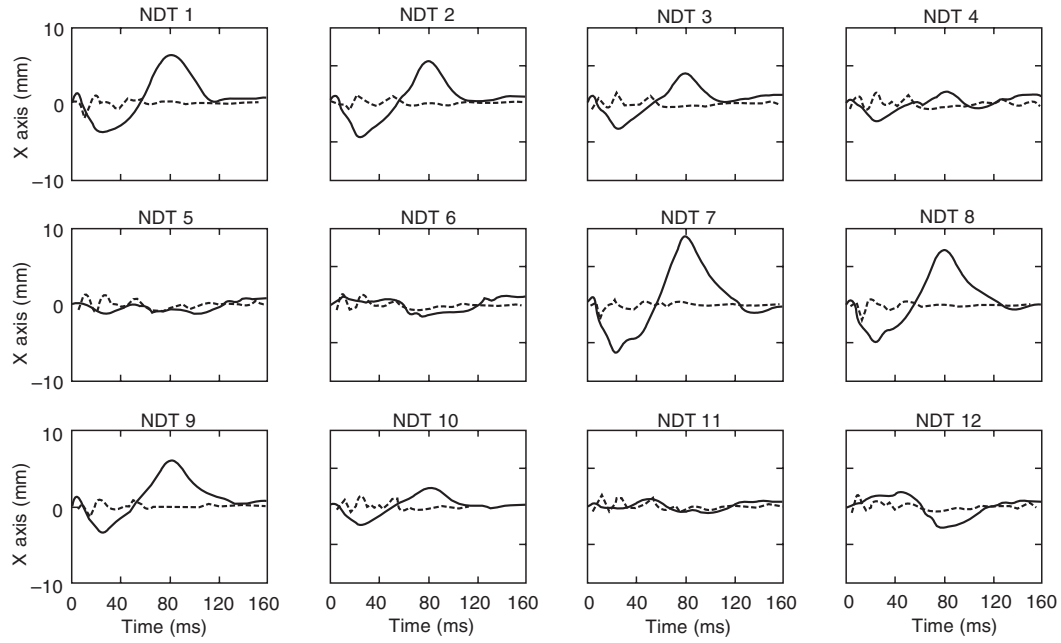 NDT 1 NDT 2 NDT 3 NDT 4
10
0
–10
X axis (mm)
NDT 5 NDT 6 NDT 7 NDT 8
10
0
–10
X axis (mm)
NDT 9 NDT 10 NDT 11 NDT 12
10
0
–10
X axis (mm)
0 40 80 120 160 0 40 80 120 160 0 40 80 120 160 0 40 80 120 160
Time (ms) Time (ms) Time (ms) Time (ms)